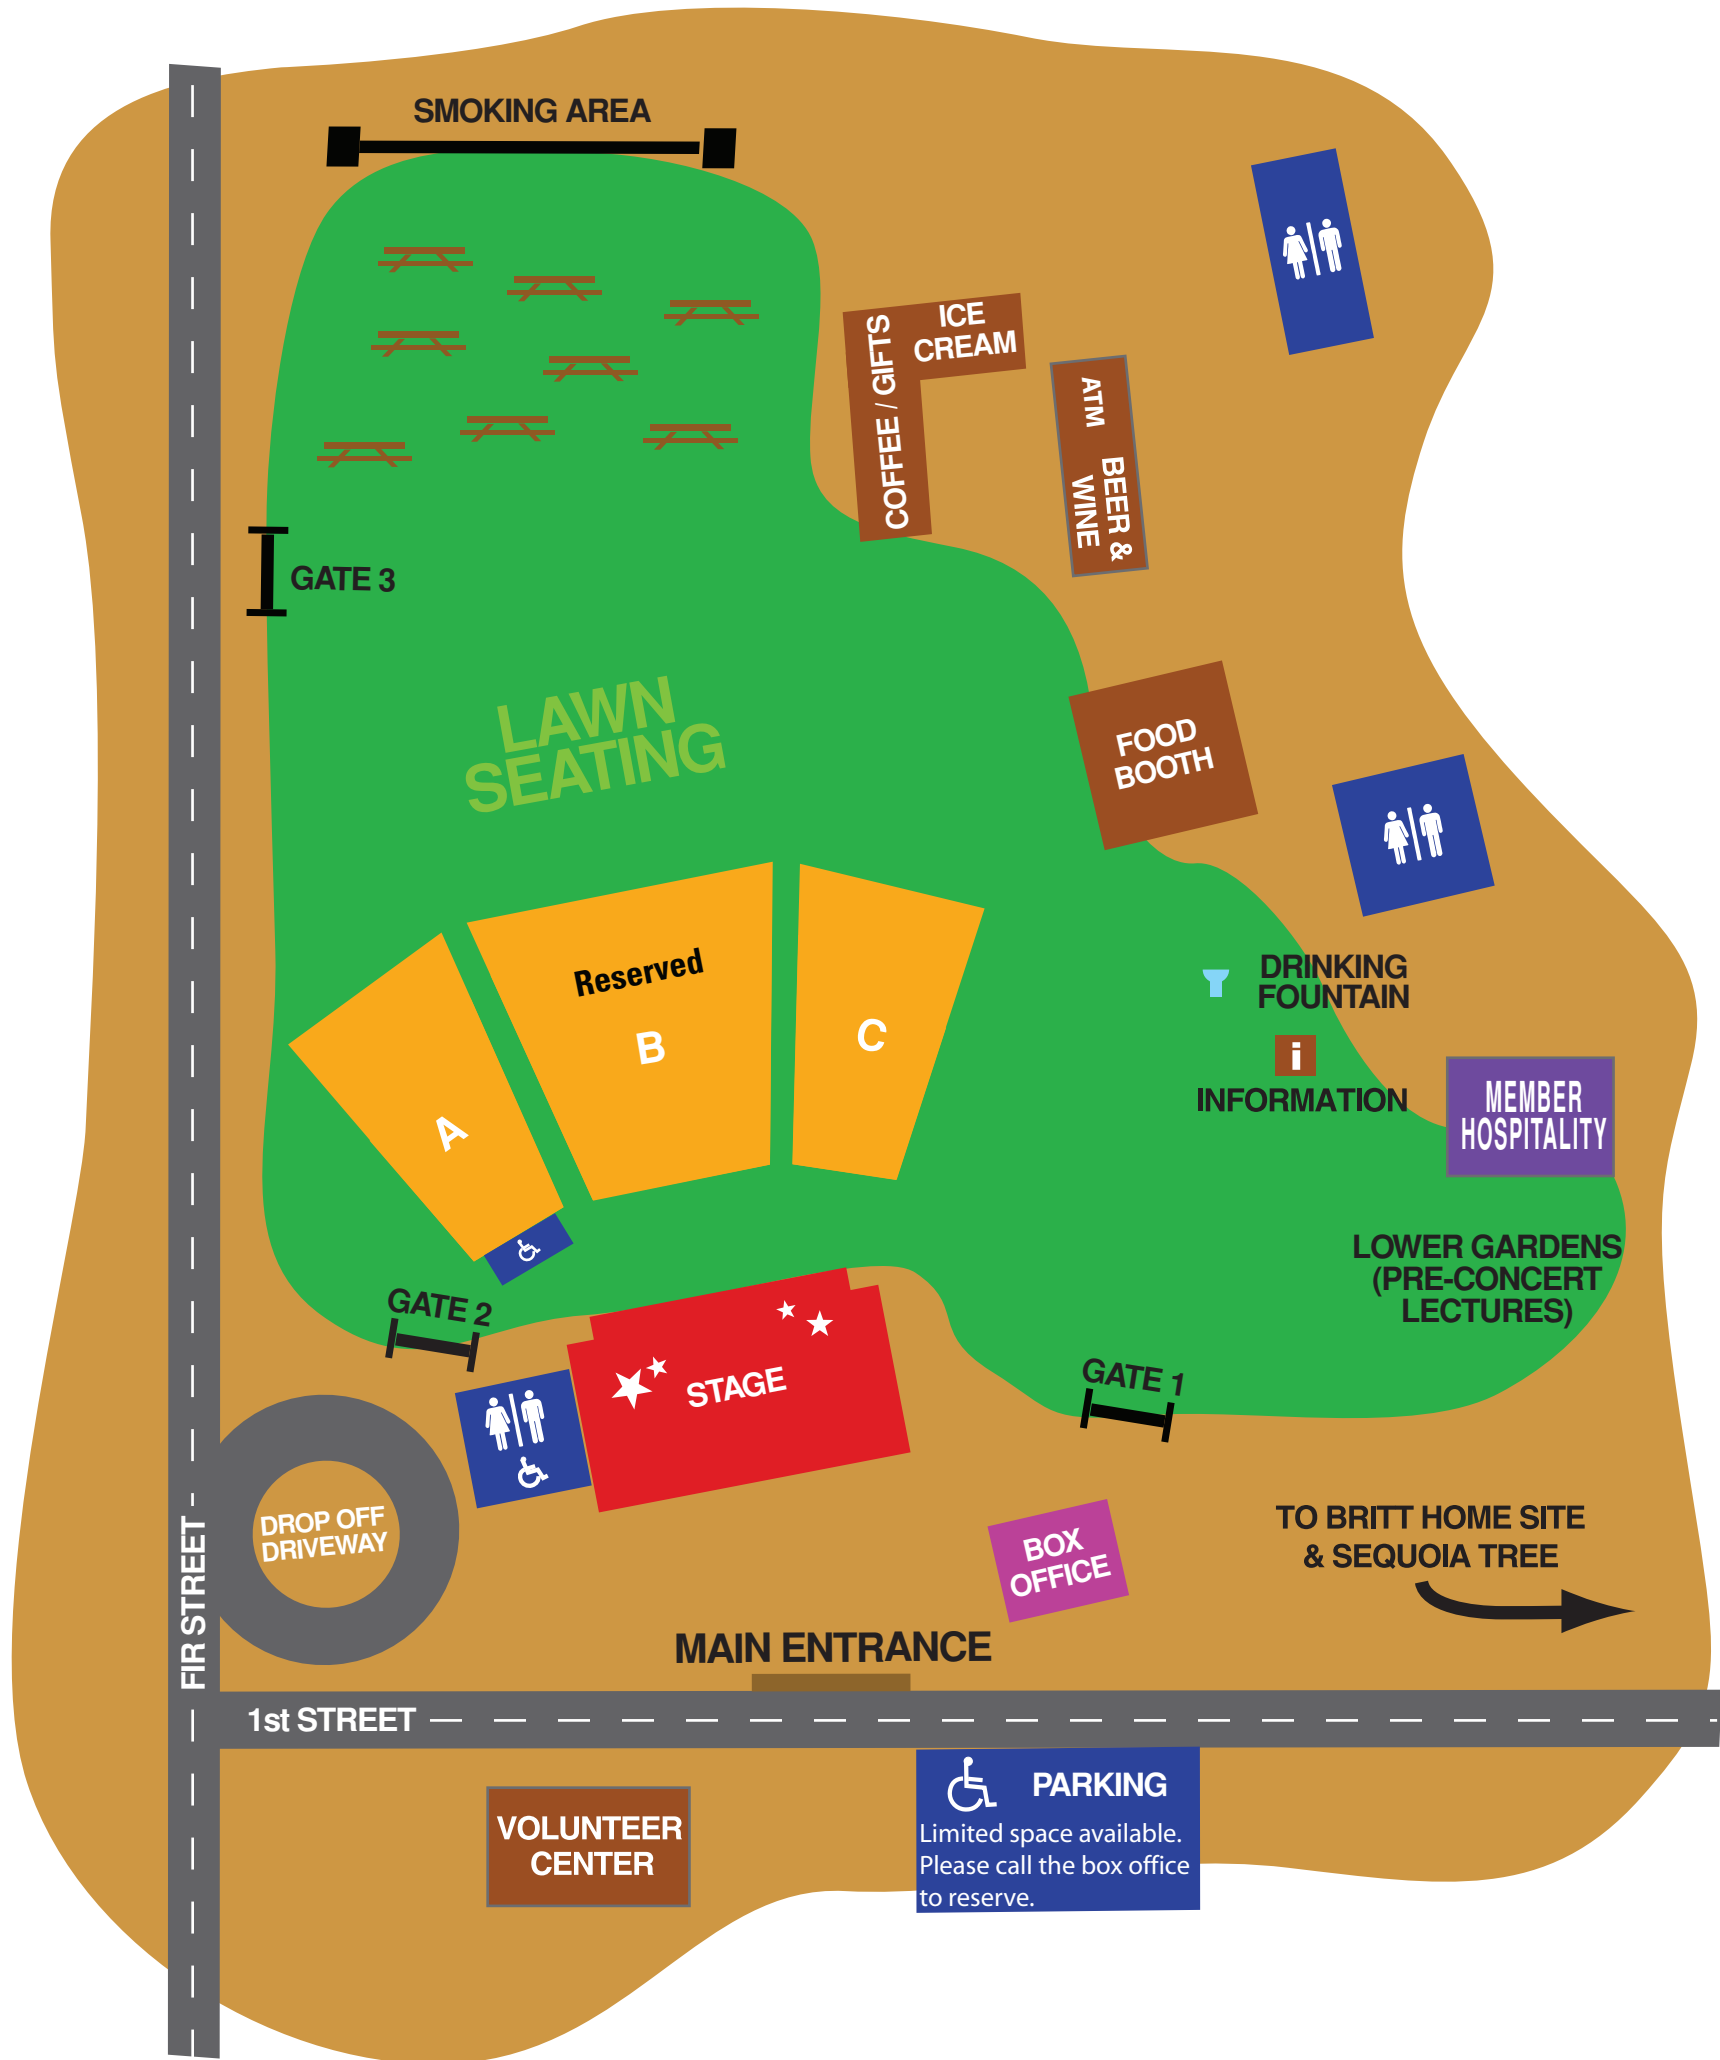 SMOKING AREA
ICE
CREAM
COFFEE / GIFTS
ATM
BEER &
WINE
GATE 3
LAWN
SEATING
FOOD
BOOTH
Reserved
A
B
C
DRINKING
FOUNTAIN
i
INFORMATION
MEMBER
HOSPITALITY
LOWER GARDENS
(PRE-CONCERT
LECTURES)
GATE 2
STAGE
GATE 1
DROP OFF
DRIVEWAY
BOX
OFFICE
TO BRITT HOME SITE
& SEQUOIA TREE
FIR STREET
MAIN ENTRANCE
1st STREET
VOLUNTEER
CENTER
PARKING
Limited space available.
Please call the box office
to reserve.